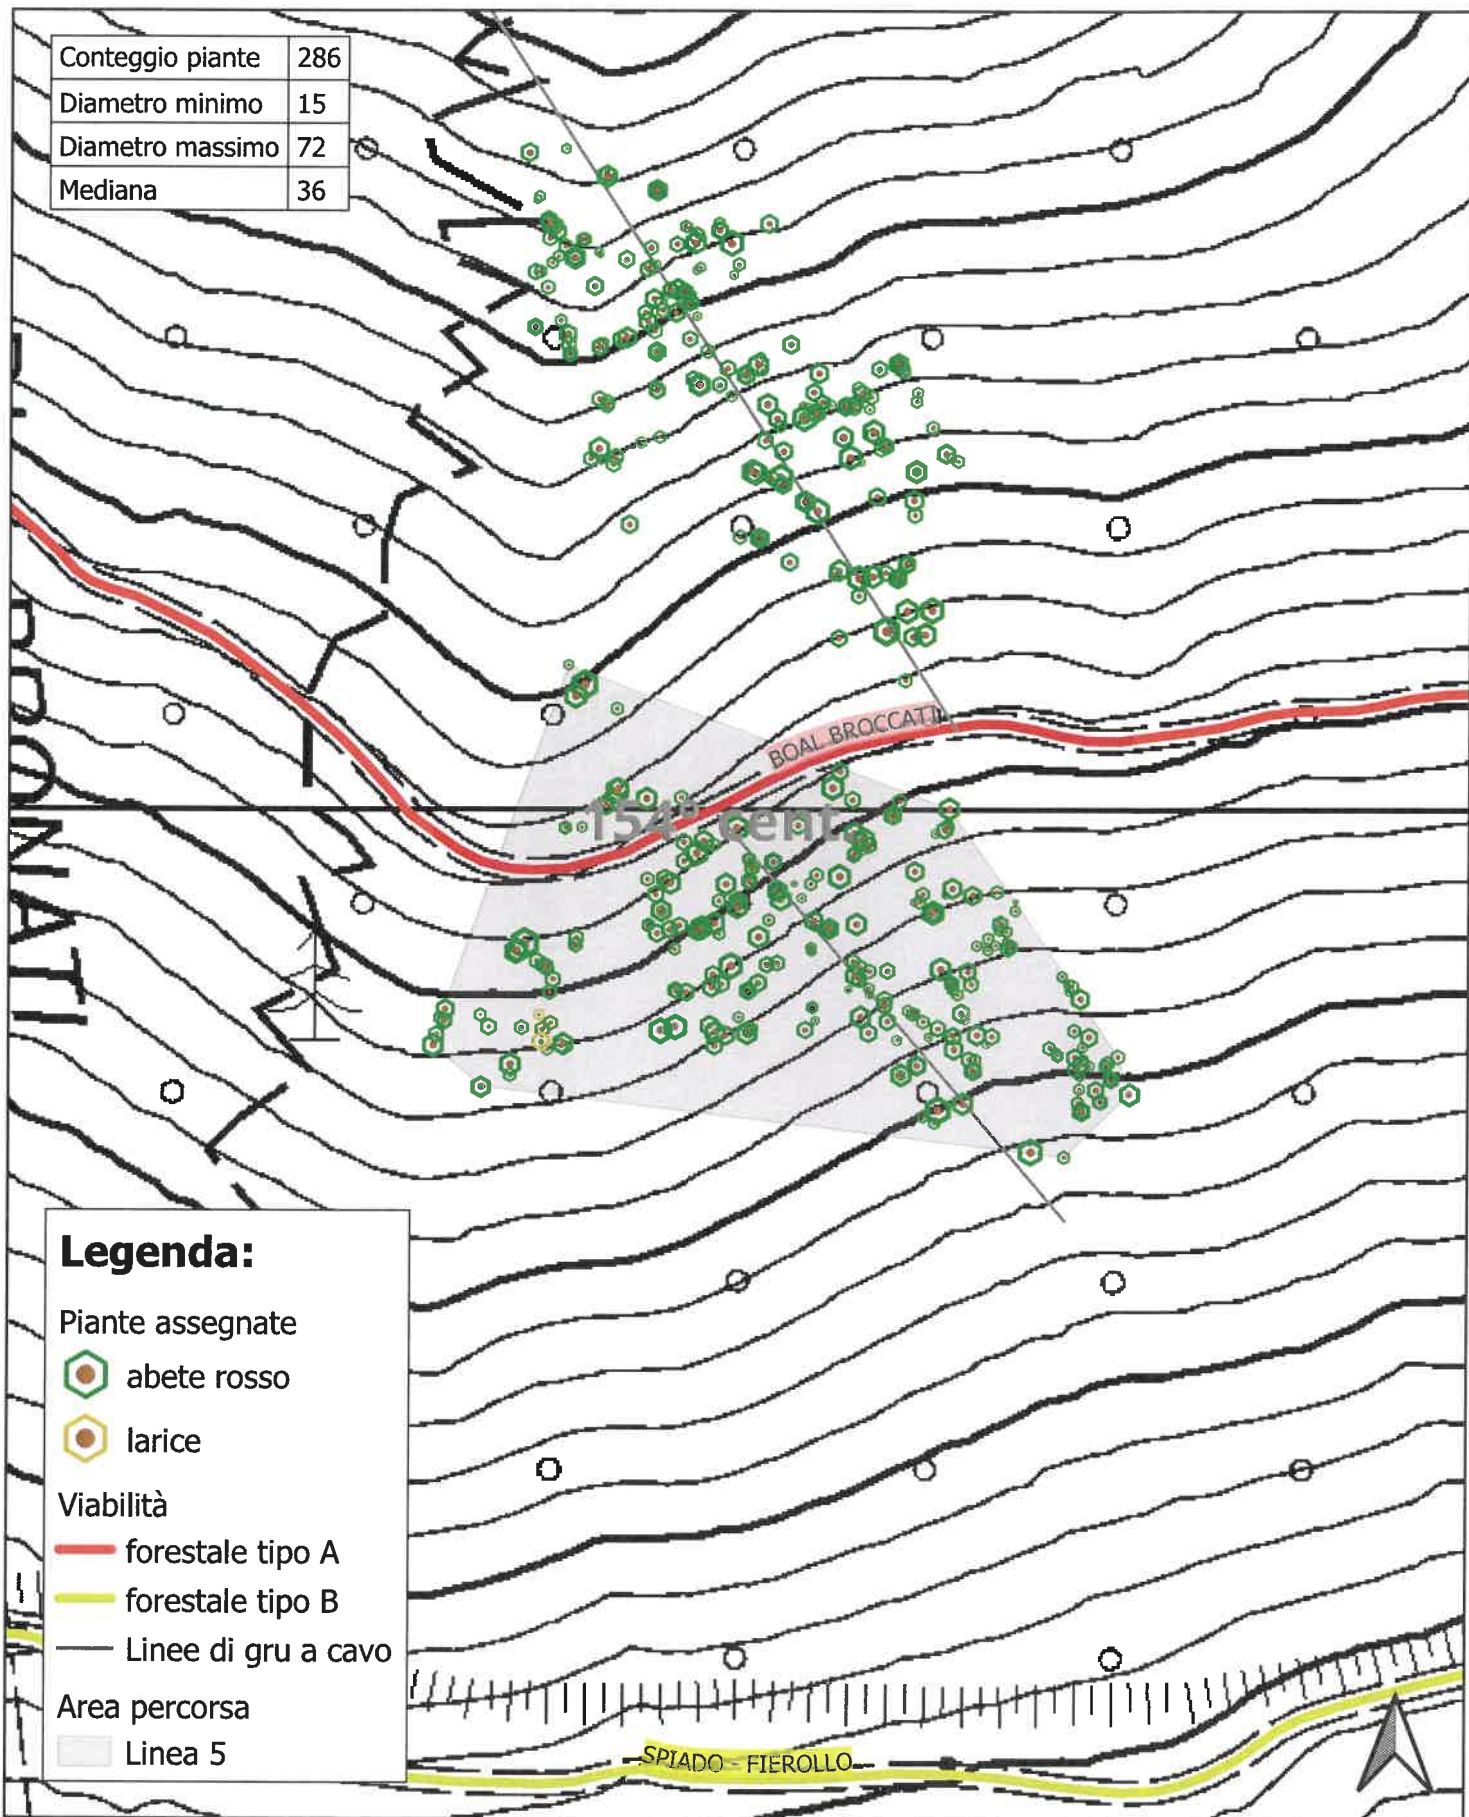 Conteggio piante 286
Diametro minimo 15
Diametro massimo 72
Mediana 36
BOAL BROCCATI
154° cent.
Legenda:
Piante assegnate
abete rosso
larice
Viabilità
forestale tipo A
forestale tipo B
Linee di gru a cavo
Area percorsa
Linea 5
SPIADO - FIEROLLO